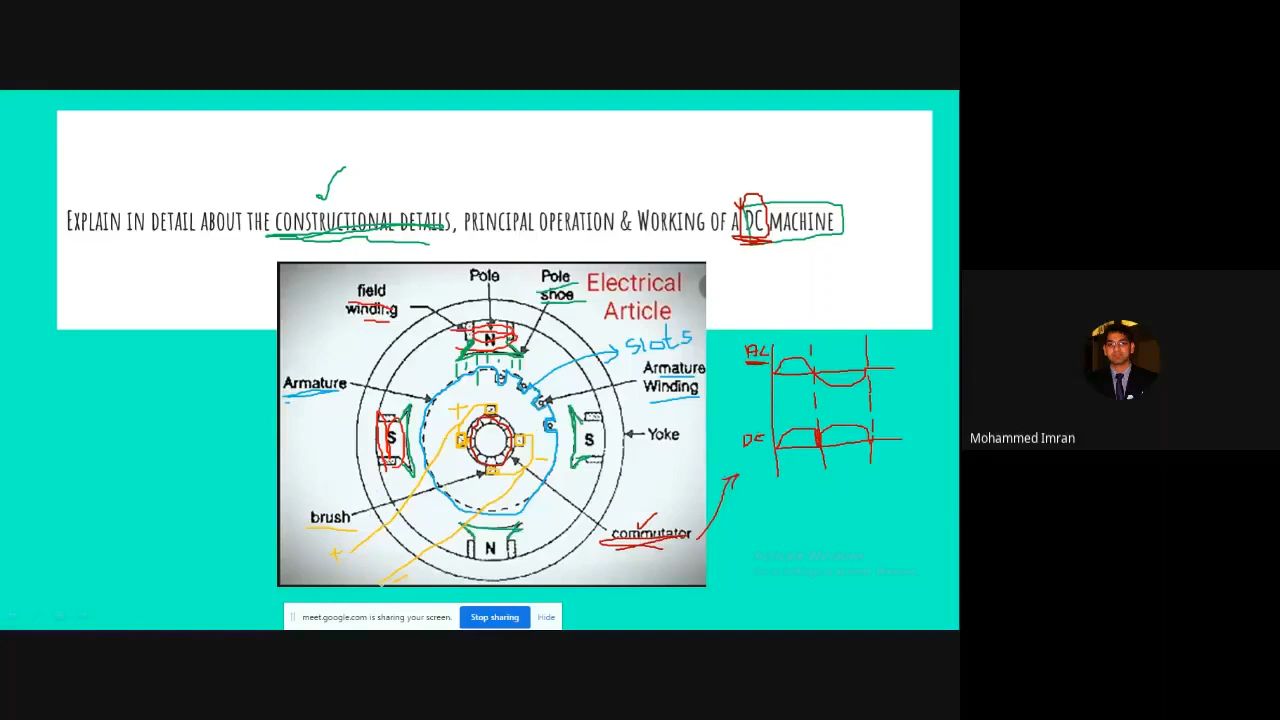 EXPLAIN IN DETAIL ABOUT THE CONSTRUCTIONAL DETAILS, PRINCIPAL OPERATION & WORKING OF A DC MACHINE
Pole
Pole shoe
Electrical Article
field winding
N
slots
Armature
Armature Winding
S
S
Yoke
brush
commutator
N
+
-
+
-
AC
DC
Activate Windows
meet.google.com is sharing your screen.
Stop sharing
Hide
Mohammed Imran